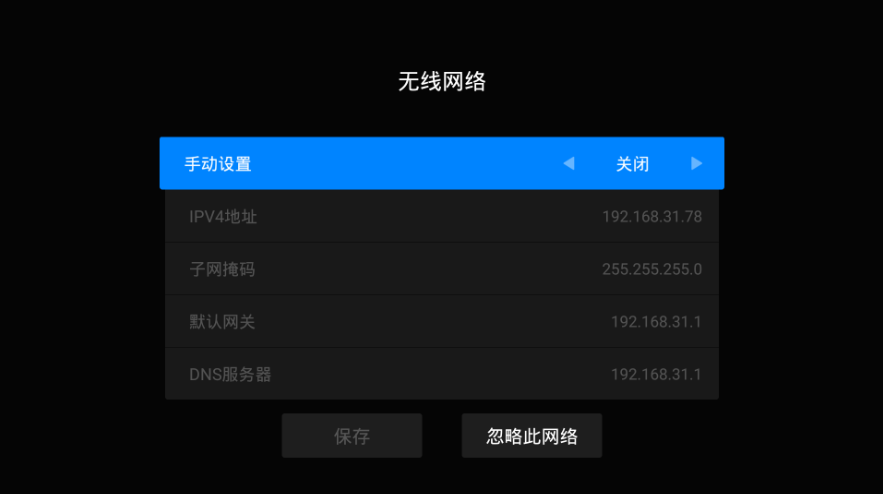 无线网络
手动设置 关闭
IPV4地址 192.168.31.78
子网掩码 255.255.255.0
默认网关 192.168.31.1
DNS服务器 192.168.31.1
保存 忽略此网络